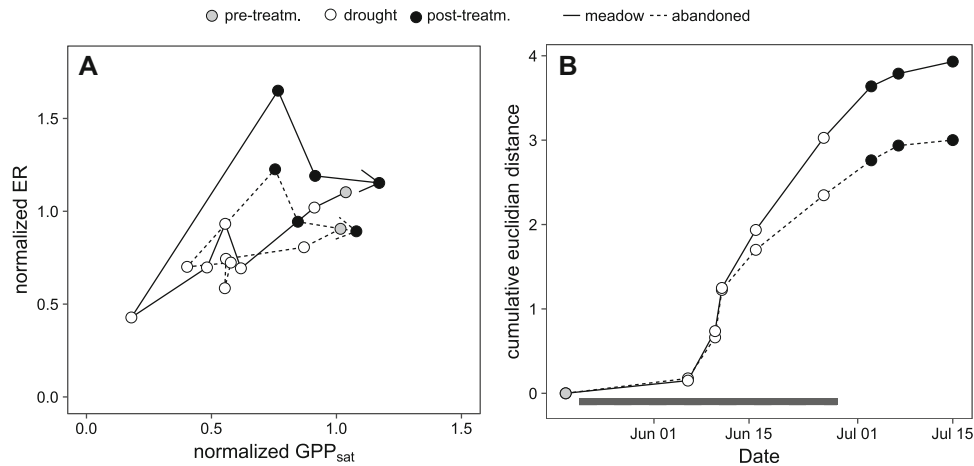 pre-treatm. drought post-treatm. meadow abandoned
A
normalized ER
1.5
1.0
0.5
0.0
0.0 0.5 1.0 1.5
normalized GPPsat
B
cumulative euclidian distance
4
3
2
1
0
Jun 01 Jun 15 Jul 01 Jul 15
Date